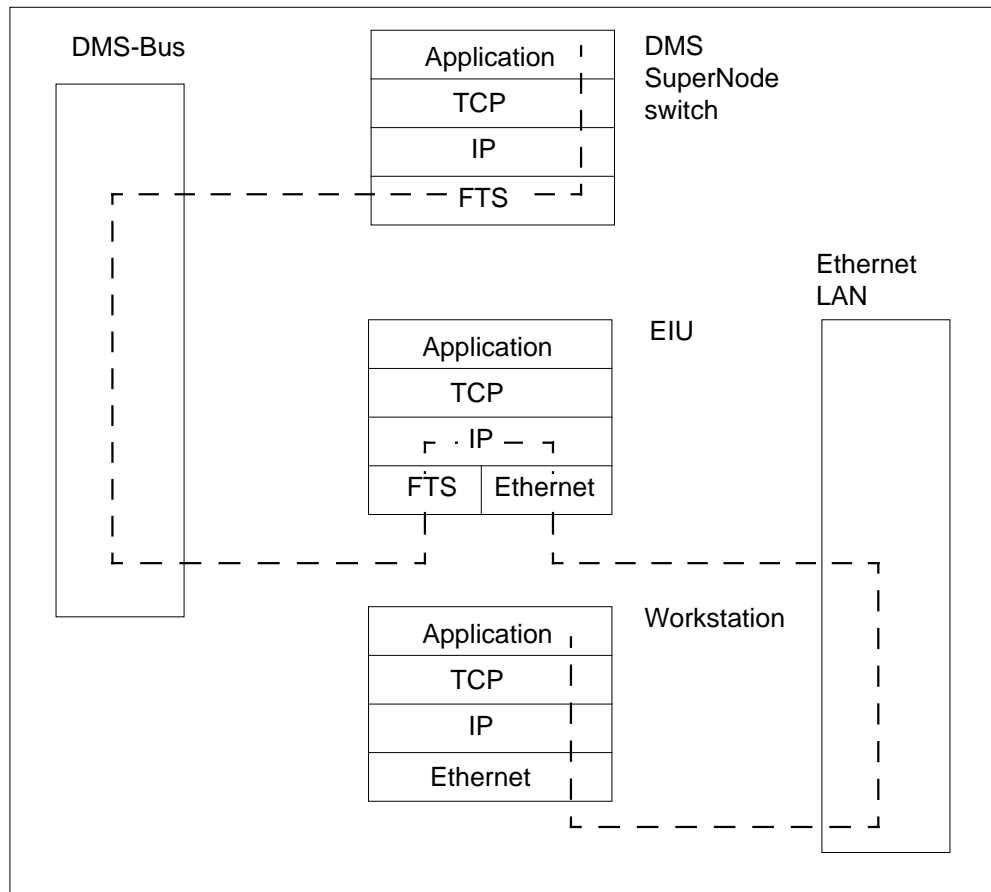 DMS-Bus
Application
TCP
IP
FTS
DMS
SuperNode
switch
Ethernet
LAN
EIU
Application
TCP
IP
FTS Ethernet
Workstation
Application
TCP
IP
Ethernet